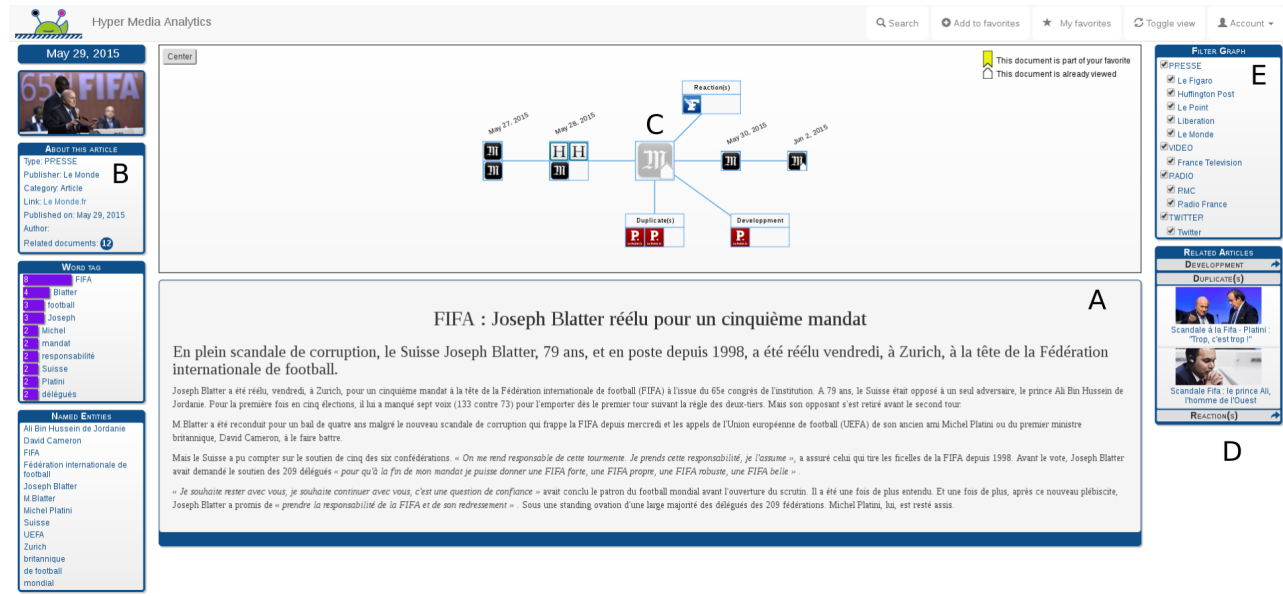 Hyper Media Analytics
Search
Add to favorites
My favorites
Toggle view
Account
May 29, 2015
65 FIFA
ABOUT THIS ARTICLE
Type: PRESSE
Publisher: Le Monde
Category: Article
Link: Le Monde.fr
Published on: May 29, 2015
Author:
Related documents: 12
B
WORD TAG
8 FIFA
4 Blatter
3 football
3 Joseph
2 Michel
2 mandat
2 responsabilité
2 Suisse
2 Platini
2 délégués
NAMED ENTITIES
Ali Bin Hussein de Jordanie
David Cameron
FIFA
Fédération internationale de
football
Joseph Blatter
M.Blatter
Michel Platini
Suisse
UEFA
Zurich
britannique
de football
mondial
Center
This document is part of your favorite
This document is already viewed
May 27, 2015
May 28, 2015
C
Reaction(s)
May 30, 2015
Jun 2, 2015
M
M
H H
M
M
M
M
F
Duplicate(s)
P. P.
Developpment
P.
A
FIFA : Joseph Blatter réélu pour un cinquième mandat
En plein scandale de corruption, le Suisse Joseph Blatter, 79 ans, et en poste depuis 1998, a été réélu vendredi, à Zurich, à la tête de la Fédération
internationale de football.
Joseph Blatter a été réélu, vendredi, à Zurich, pour un cinquième mandat à la tête de la Fédération internationale de football (FIFA) à l'issue du 65e congrès de l'institution. A 79 ans, le Suisse était opposé à un seul adversaire, le prince Ali Bin Hussein de
Jordanie. Pour la première fois en cinq élections, il lui a manqué sept voix (133 contre 73) pour l'emporter dès le premier tour suivant la règle des deux-tiers. Mais son opposant s'est retiré avant le second tour.
M.Blatter a été reconduit pour un bail de quatre ans malgré le nouveau scandale de corruption qui frappe la FIFA depuis mercredi et les appels de l'Union européenne de football (UEFA) de son ancien ami Michel Platini ou du premier ministre
britannique, David Cameron, à le faire battre.
Mais le Suisse a pu compter sur le soutien de cinq des six confédérations. « On me rend responsable de cette tourmente. Je prends cette responsabilité, je l'assume », a assuré celui qui tire les ficelles de la FIFA depuis 1998. Avant le vote, Joseph Blatter
avait demandé le soutien des 209 délégués « pour qu'à la fin de mon mandat je puisse donner une FIFA forte, une FIFA propre, une FIFA robuste, une FIFA belle » .
« Je souhaite rester avec vous, je souhaite continuer avec vous, c'est une question de confiance » avait conclu le patron du football mondial avant l'ouverture du scrutin. Il a été une fois de plus entendu. Et une fois de plus, après ce nouveau plébiscite,
Joseph Blatter a promis de « prendre la responsabilité de la FIFA et de son redressement » . Sous une standing ovation d'une large majorité des délégués des 209 fédérations. Michel Platini, lui, est resté assis.
FILTER GRAPH
E
PRESSE
Le Figaro
Huffington Post
Le Point
Liberation
Le Monde
VIDEO
France Television
RADIO
RMC
Radio France
TWITTER
Twitter
RELATED ARTICLES
DEVELOPPMENT
DUPLICATE(S)
Scandale à la Fifa - Platini :
"Trop, c'est trop !"
Scandale Fifa : le prince Ali,
l'homme de l'Ouest
REACTION(S)
D